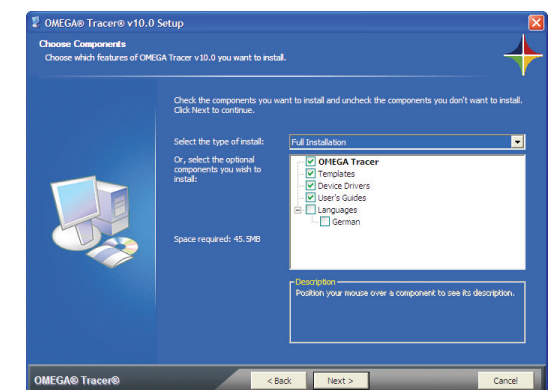 OMEGA® Tracer® v10.0 Setup
Choose Components
Choose which features of OMEGA Tracer v10.0 you want to install.
Check the components you want to install and uncheck the components you don't want to install.
Click Next to continue.
Select the type of install:
Full Installation
Or, select the optional
components you wish to
install:
OMEGA Tracer
Templates
Device Drivers
User's Guides
Languages
German
Space required: 45.5MB
Description
Position your mouse over a component to see its description.
OMEGA® Tracer®
< Back
Next >
Cancel